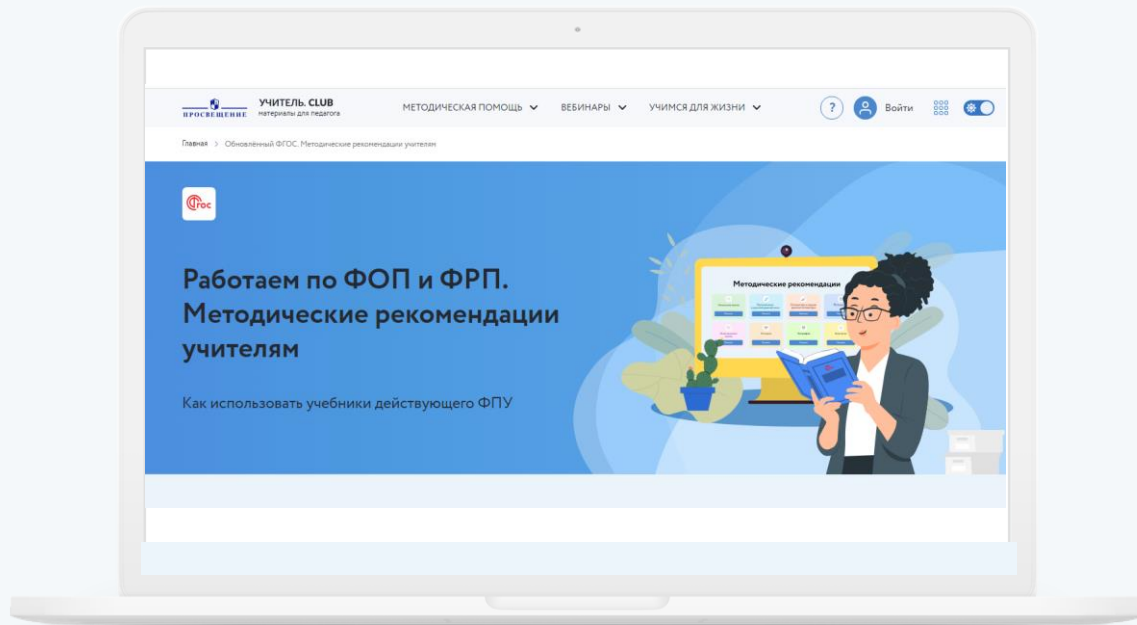 ПРОСВЕЩЕНИЕ
УЧИТЕЛЬ. CLUB
материалы для педагога
МЕТОДИЧЕСКАЯ ПОМОЩЬ
ВЕБИНАРЫ
УЧИМСЯ ДЛЯ ЖИЗНИ
?
Войти
Главная > Обновлённый ФГОС. Методические рекомендации учителям
Фгос
Работаем по ФОП и ФРП.
Методические рекомендации
учителям
Как использовать учебники действующего ФПУ
Методические рекомендации